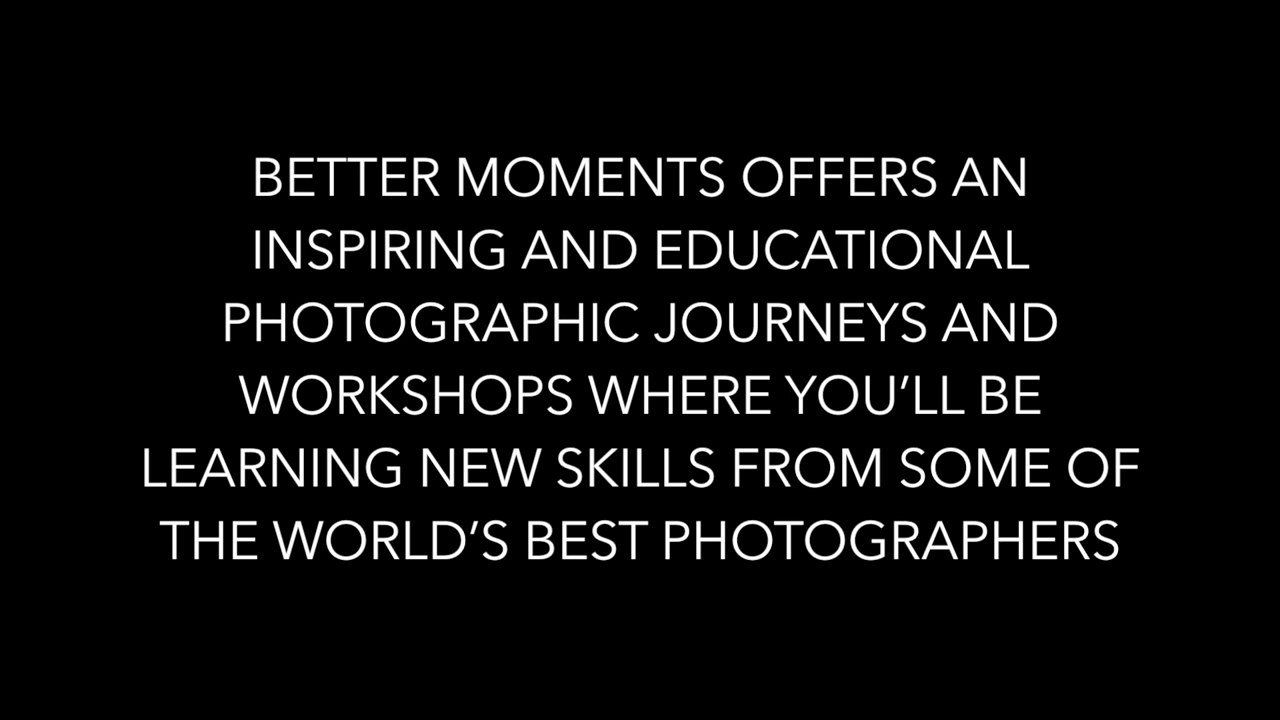 BETTER MOMENTS OFFERS AN
INSPIRING AND EDUCATIONAL
PHOTOGRAPHIC JOURNEYS AND
WORKSHOPS WHERE YOU’LL BE
LEARNING NEW SKILLS FROM SOME OF
THE WORLD’S BEST PHOTOGRAPHERS